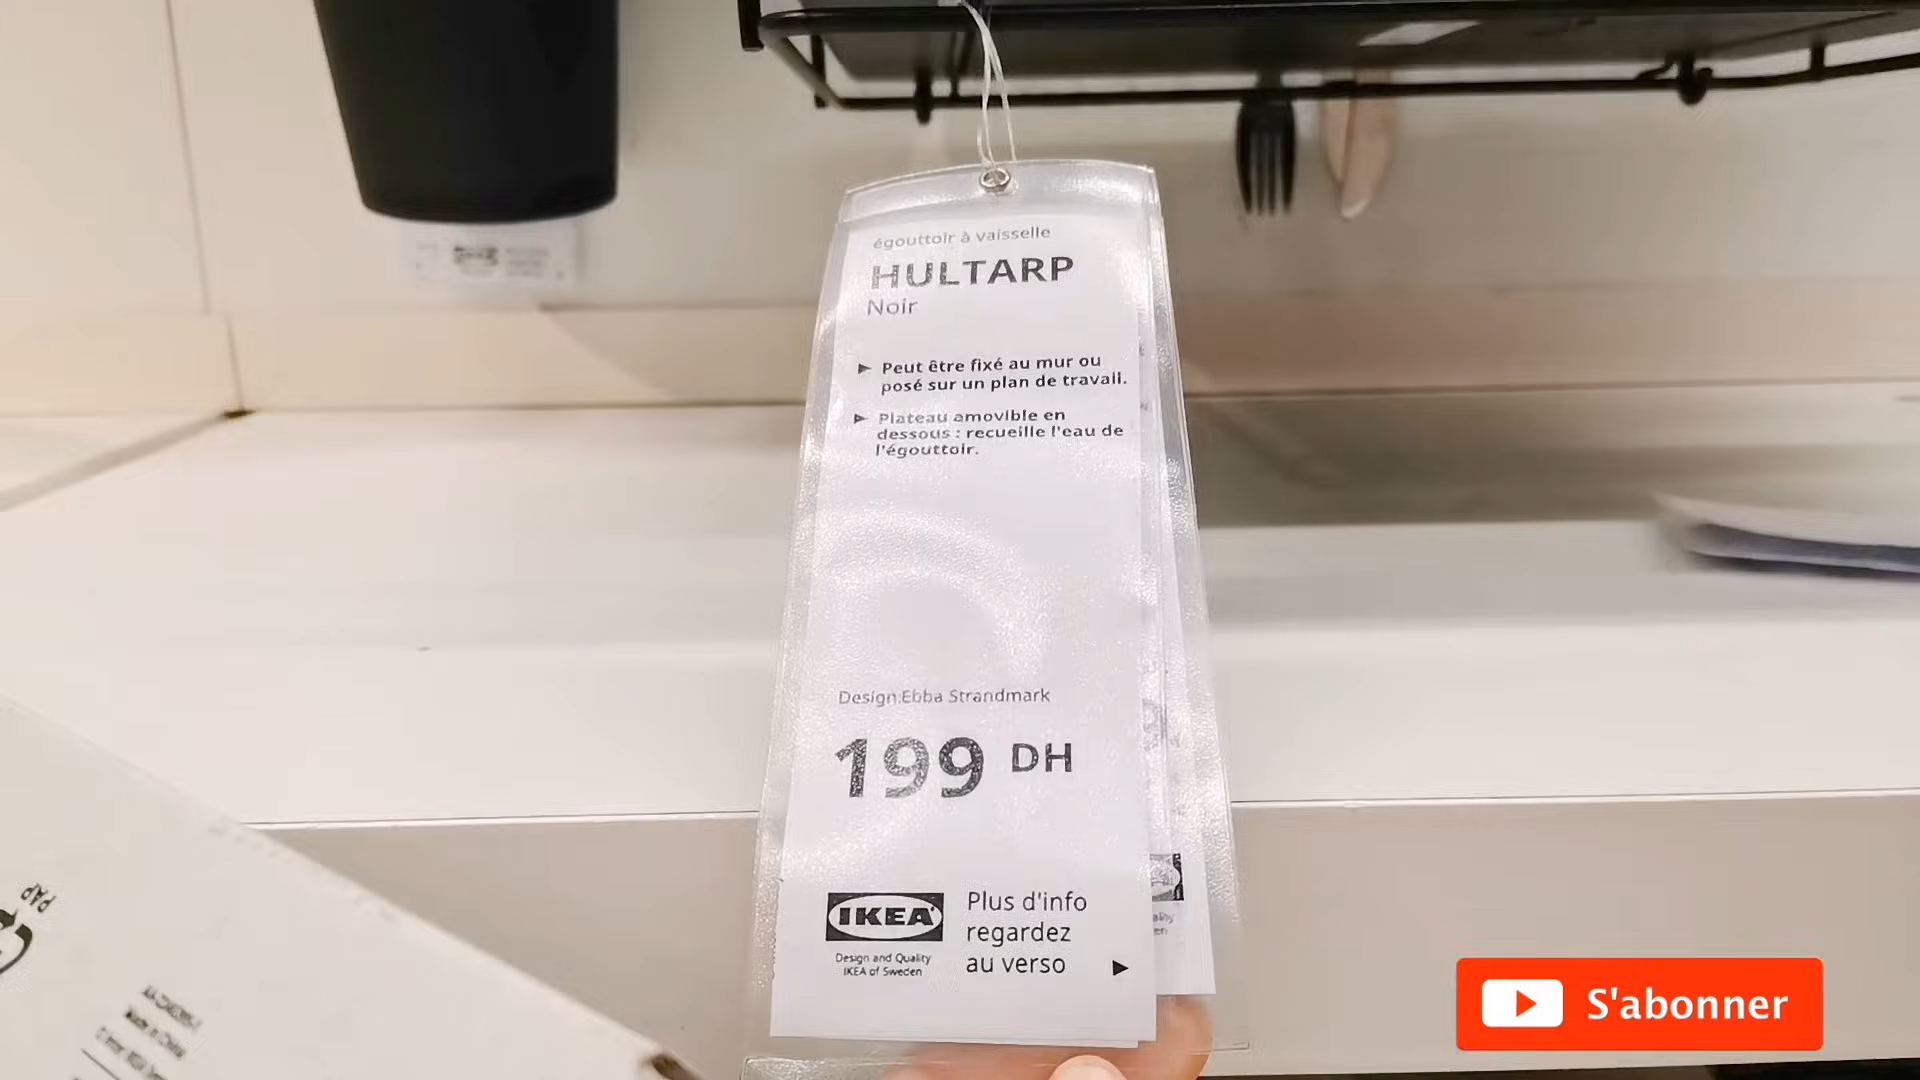 égouttoir à vaisselle
HULTARP
Noir
► Peut être fixé au mur ou
posé sur un plan de travail.
► Plateau amovible en
dessous : recueille l'eau de
l'égouttoir.
Design:Ebba Strandmark
199 DH
IKEA
Design and Quality
IKEA of Sweden
Plus d'info
regardez
au verso ►
PAP
S'abonner